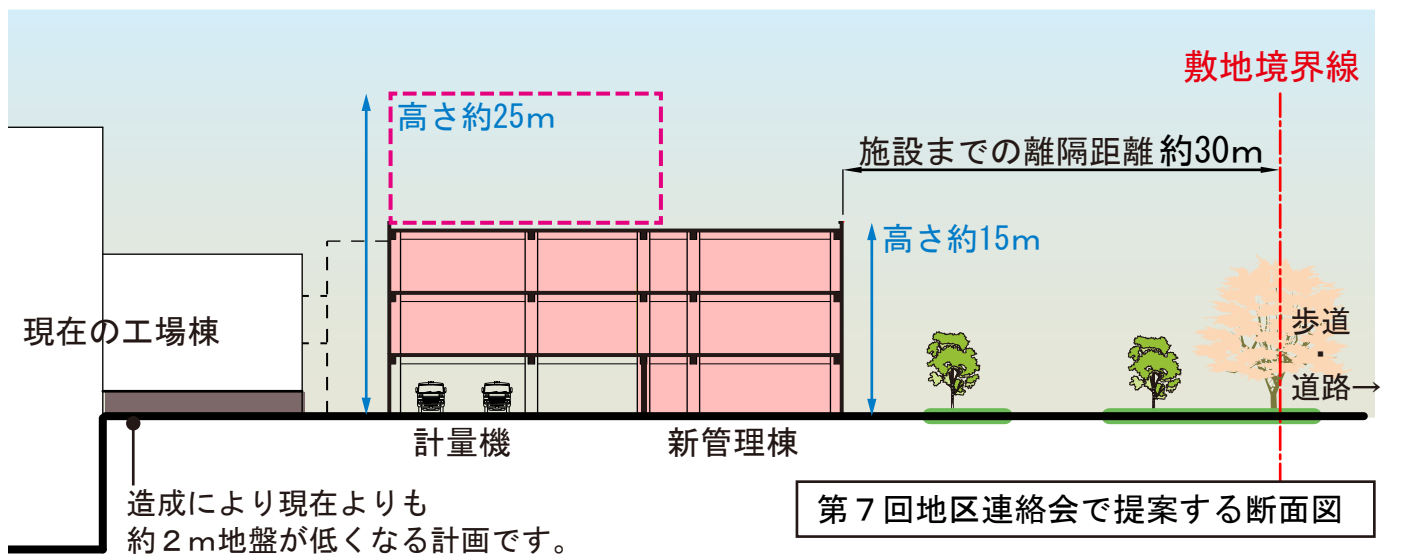 敷地境界線
高さ約25m
施設までの離隔距離 約30m
高さ約15m
現在の工場棟
歩道
・
道路→
計量機
新管理棟
造成により現在よりも
約２ｍ地盤が低くなる計画です。
第７回地区連絡会で提案する断面図